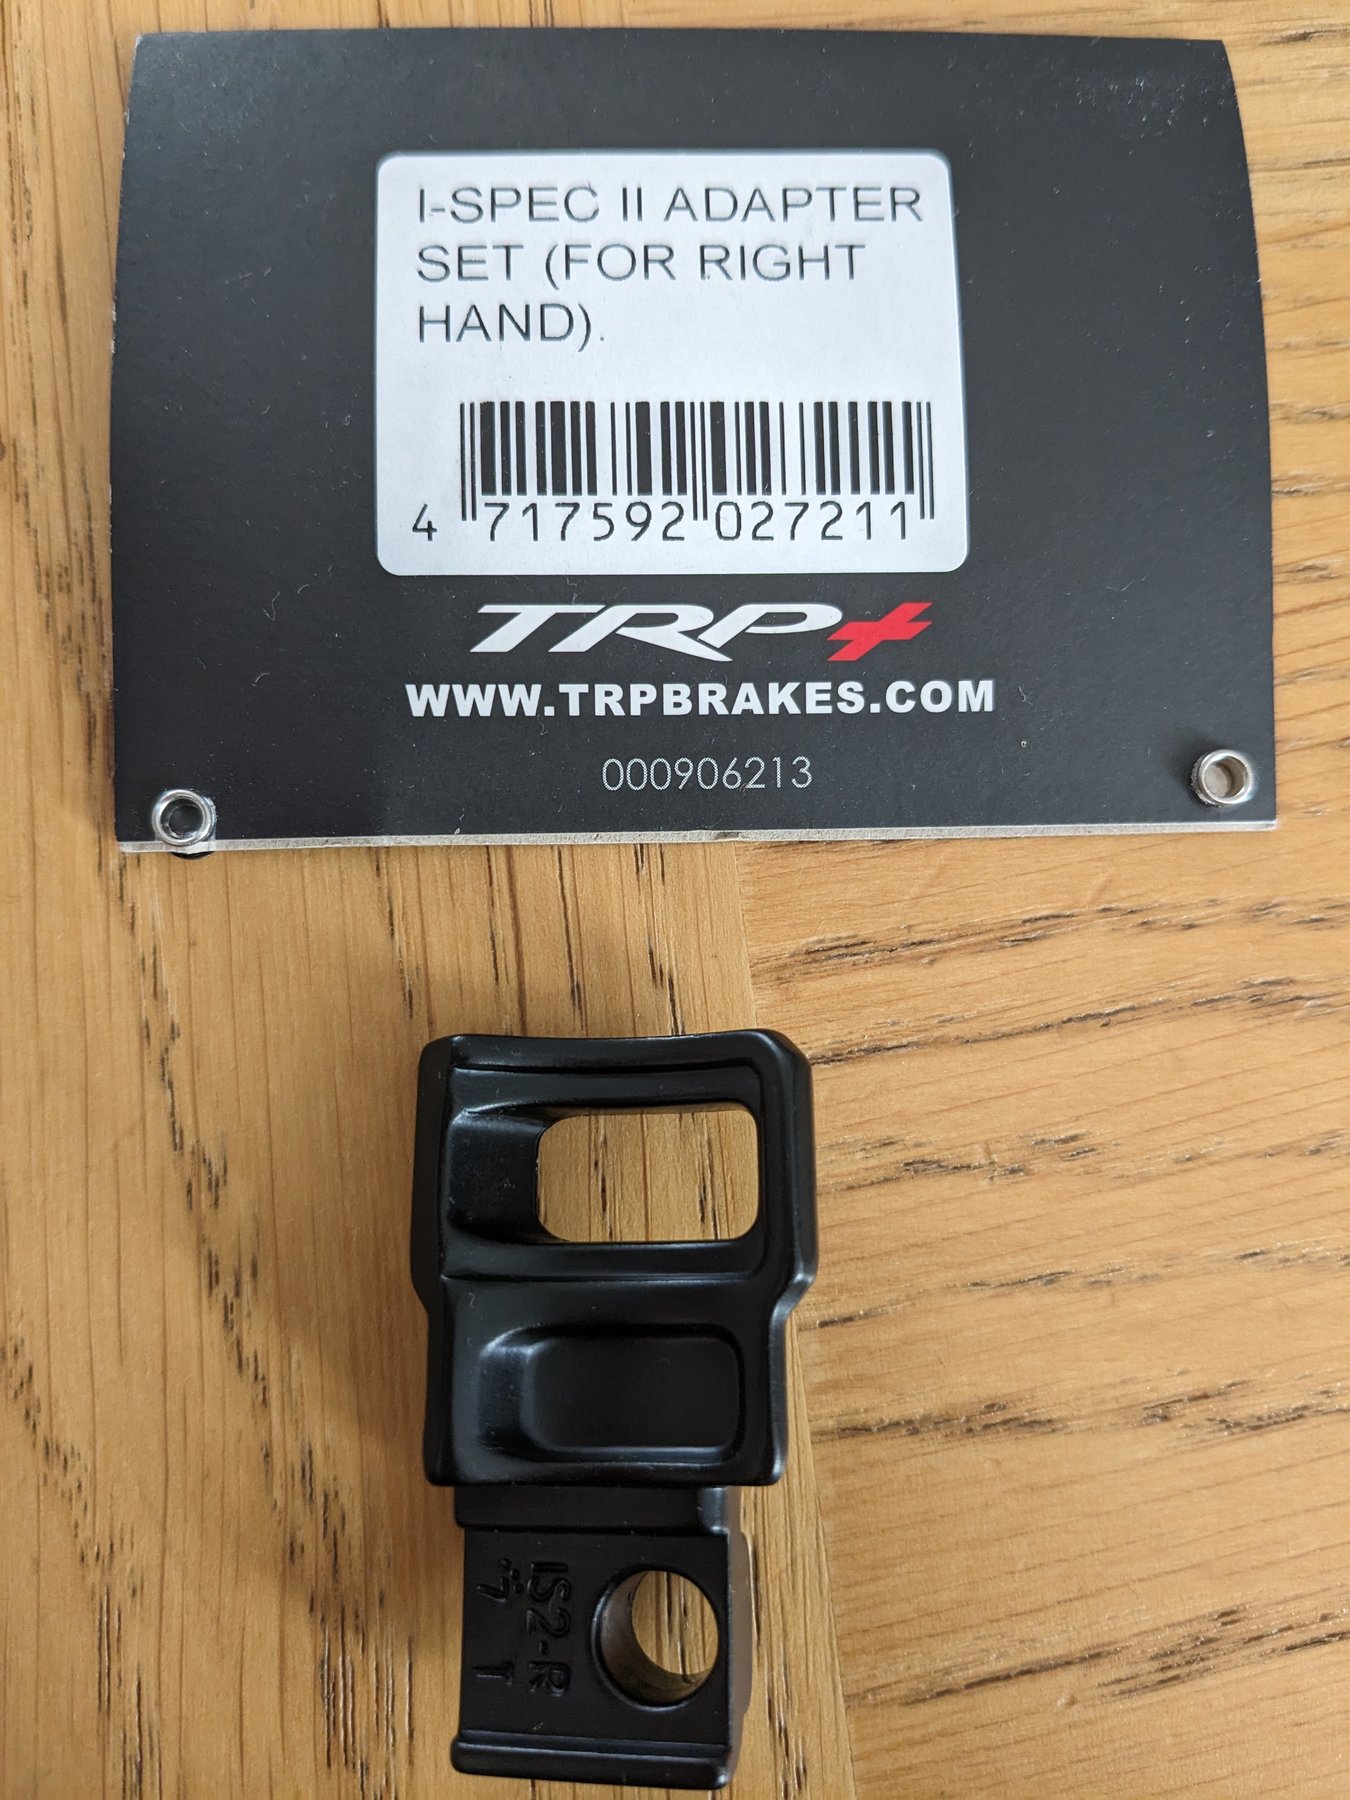 I-SPEC II ADAPTER
SET (FOR RIGHT
HAND).
4 717592 027211
TRP+
WWW.TRPBRAKES.COM
000906213
IS2-R